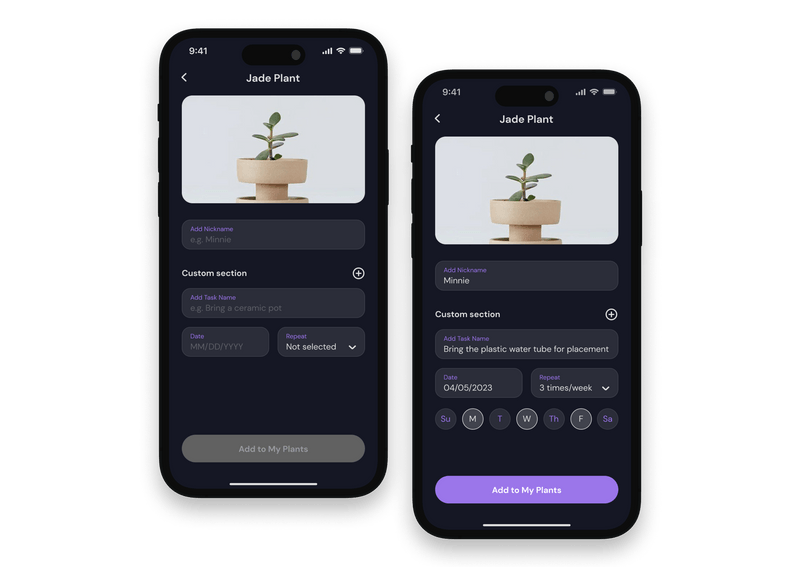 9:41
Jade Plant
Add Nickname
e.g. Minnie
Custom section
Add Task Name
e.g. Bring a ceramic pot
Date
MM/DD/YYYY
Repeat
Not selected
Add to My Plants
9:41
Jade Plant
Add Nickname
Minnie
Custom section
Add Task Name
Bring the plastic water tube for placement
Date
04/05/2023
Repeat
3 times/week
Su M T W Th F Sa
Add to My Plants